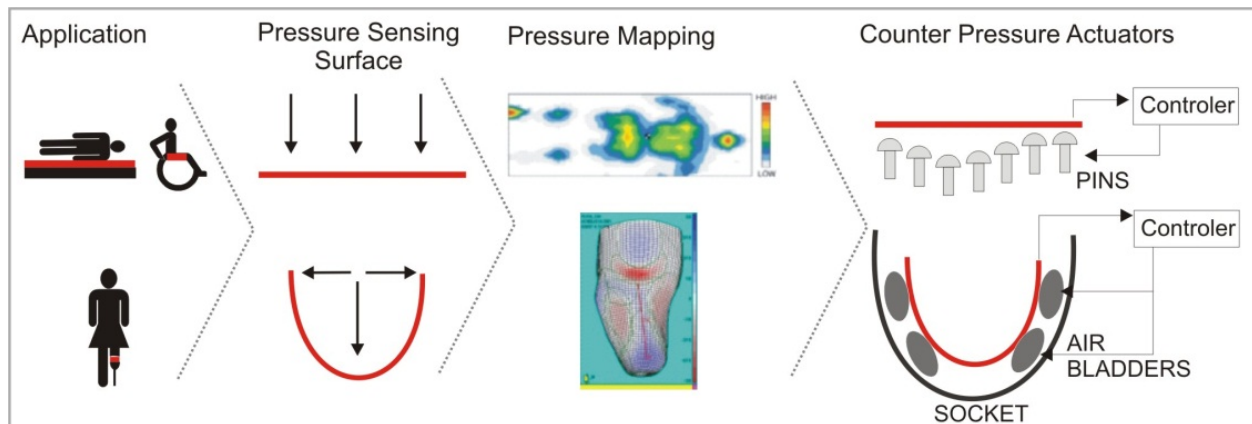 Application
Pressure Sensing
Surface
Pressure Mapping
Counter Pressure Actuators
HIGH
LOW
Controler
PINS
Controler
AIR
BLADDERS
SOCKET